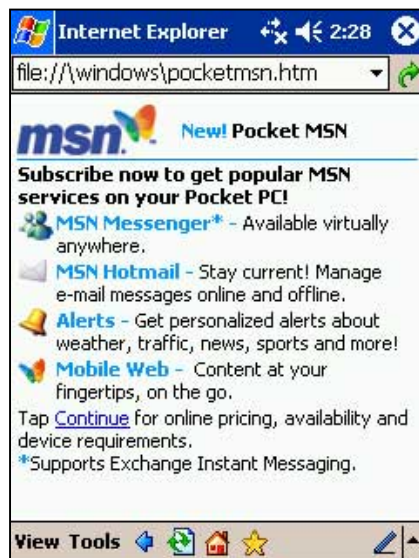 Internet Explorer 2:28
file://\windows\pocketmsn.htm
msn New! Pocket MSN
Subscribe now to get popular MSN
services on your Pocket PC!
MSN Messenger* - Available virtually
anywhere.
MSN Hotmail - Stay current! Manage
e-mail messages online and offline.
Alerts - Get personalized alerts about
weather, traffic, news, sports and more!
Mobile Web - Content at your
fingertips, on the go.
Tap Continue for online pricing, availability and
device requirements.
*Supports Exchange Instant Messaging.
View Tools